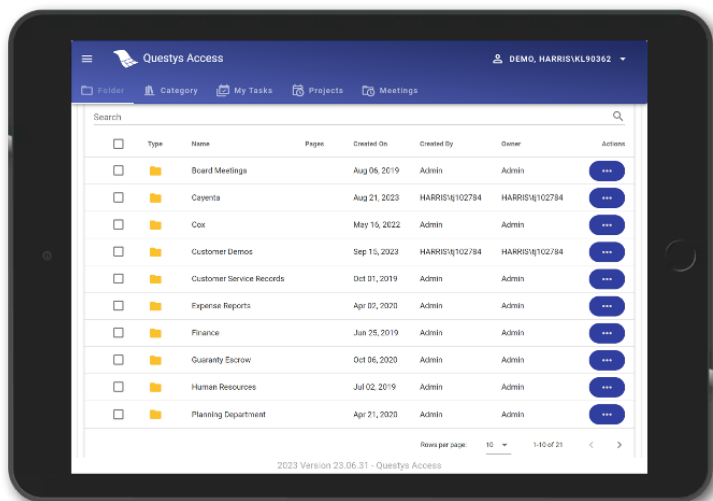 Questys Access
DEMO, HARRIS\KL90362
Folder Category My Tasks Projects Meetings
Search
Type Name Pages Created On Created By Owner Actions
Board Meetings Aug 06, 2019 Admin Admin
Cayenta Aug 21, 2023 HARRIS\tj102784 HARRIS\tj102784
Cox May 16, 2022 Admin Admin
Customer Demos Sep 15, 2023 HARRIS\tj102784 HARRIS\tj102784
Customer Service Records Oct 01, 2019 Admin Admin
Expense Reports Apr 02, 2020 Admin Admin
Finance Jun 25, 2019 Admin Admin
Guaranty Escrow Oct 06, 2020 Admin Admin
Human Resources Jul 02, 2019 Admin Admin
Planning Department Apr 21, 2020 Admin Admin
Rows per page: 10 1-10 of 21
2023 Version 23.06.31 - Questys Access